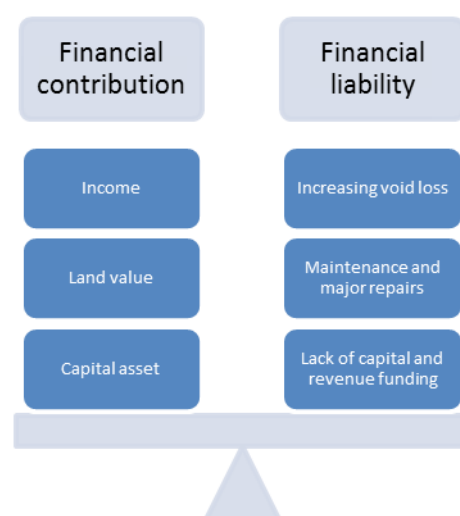 Financial
contribution
Income
Land value
Capital asset
Financial
liability
Increasing void loss
Maintenance and
major repairs
Lack of capital and
revenue funding